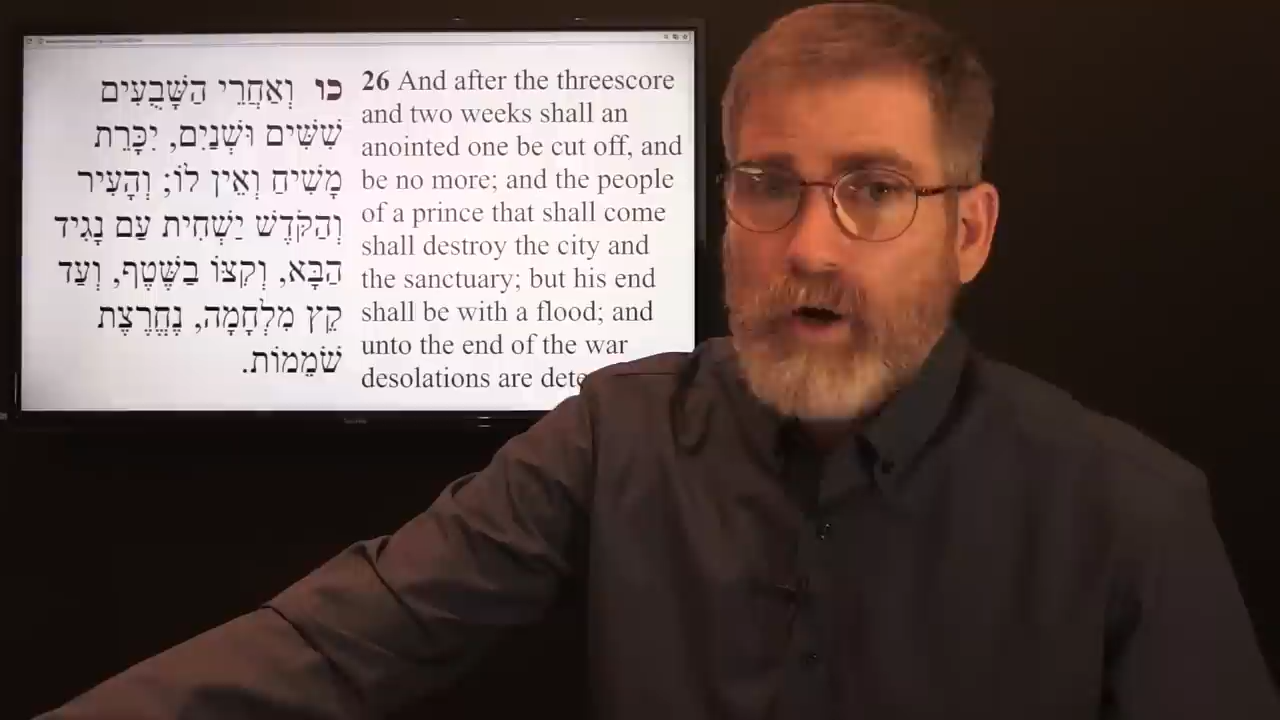 כו וְאַחֲרֵי הַשָּׁבֻעִים
שִׁשִּׁים וּשְׁנַיִם, יִכָּרֵת
מָשִׁיחַ וְאֵין לוֹ; וְהָעִיר
וְהַקֹּדֶשׁ יַשְׁחִית עַם נָגִיד
הַבָּא, וְקִצּוֹ בַשֶּׁטֶף, וְעַד
קֵץ מִלְחָמָה, נֶחֱרֶצֶת
שֹׁמֵמוֹת.
26 And after the threescore
and two weeks shall an
anointed one be cut off, and
be no more; and the people
of a prince that shall come
shall destroy the city and
the sanctuary; but his end
shall be with a flood; and
unto the end of the war
desolations are dete